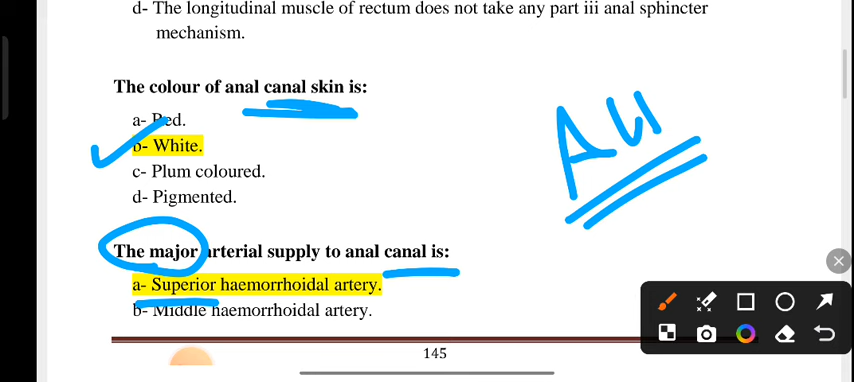 d- The longitudinal muscle of rectum does not take any part iii anal sphincter
mechanism.
The colour of anal canal skin is:
a- Red.
b- White.
c- Plum coloured.
d- Pigmented.
The major arterial supply to anal canal is:
a- Superior haemorrhoidal artery.
b- Middle haemorrhoidal artery.
145